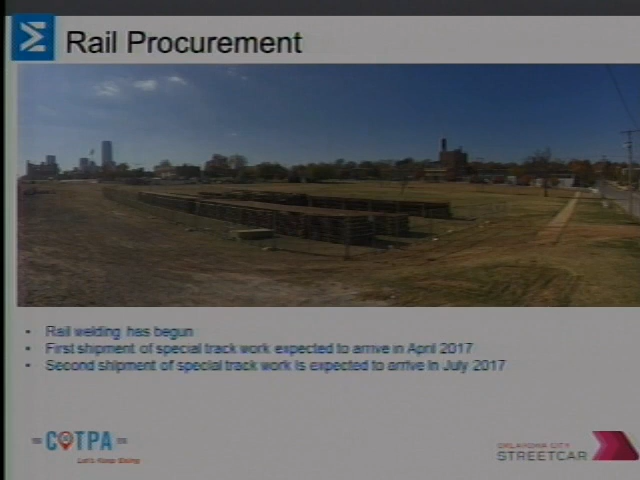 Rail Procurement
Rail welding has begun
First shipment of special track work expected to arrive in April 2017
Second shipment of special track work is expected to arrive in July 2017
COTPA
Let's Keep Going
OKLAHOMA CITY
STREETCAR